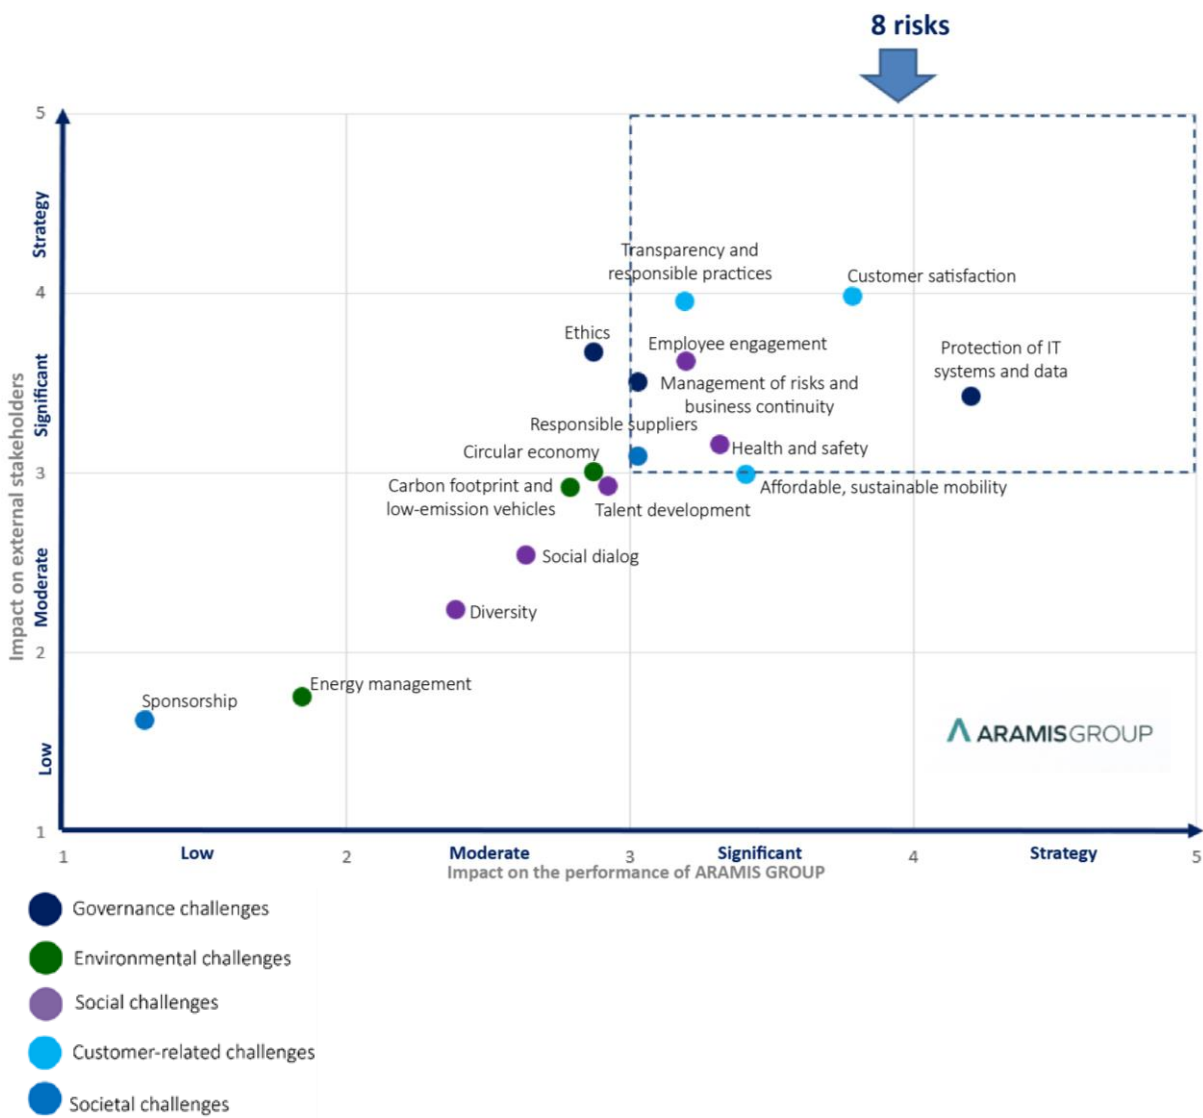 8 risks
5
Strategy
Transparency and
responsible practices
Customer satisfaction
4
Ethics
Employee engagement
Protection of IT
systems and data
Impact on external stakeholders
Significant
Management of risks and
business continuity
Responsible suppliers
Health and safety
Circular economy
3
Carbon footprint and
low-emission vehicles
Affordable, sustainable mobility
Talent development
Moderate
Social dialog
Diversity
2
Energy management
Sponsorship
ARAMISGROUP
Low
1
1
Low
2
Moderate
3
Significant
4
Strategy
5
Impact on the performance of ARAMIS GROUP
Governance challenges
Environmental challenges
Social challenges
Customer-related challenges
Societal challenges